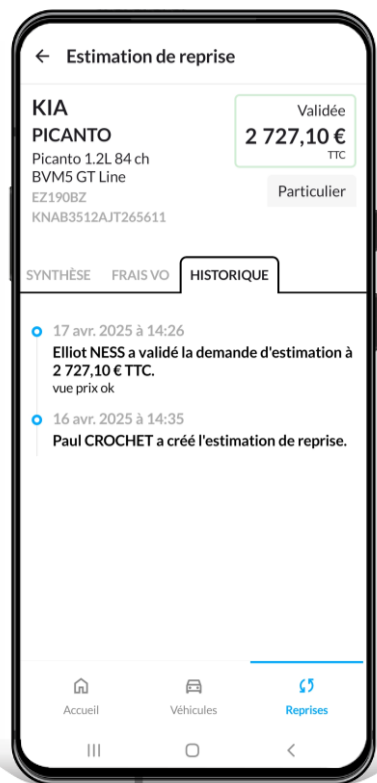 Estimation de reprise
KIA
PICANTO
Picanto 1.2L 84 ch
BVM5 GT Line
EZ190BZ
KNAB3512AJT265611
Validée
2 727,10 €
TTC
Particulier
SYNTHÈSE FRAIS VO HISTORIQUE
17 avr. 2025 à 14:26
Elliot NESS a validé la demande d'estimation à
2 727,10 € TTC.
vue prix ok
16 avr. 2025 à 14:35
Paul CROCHET a créé l'estimation de reprise.
Accueil Véhicules Reprises